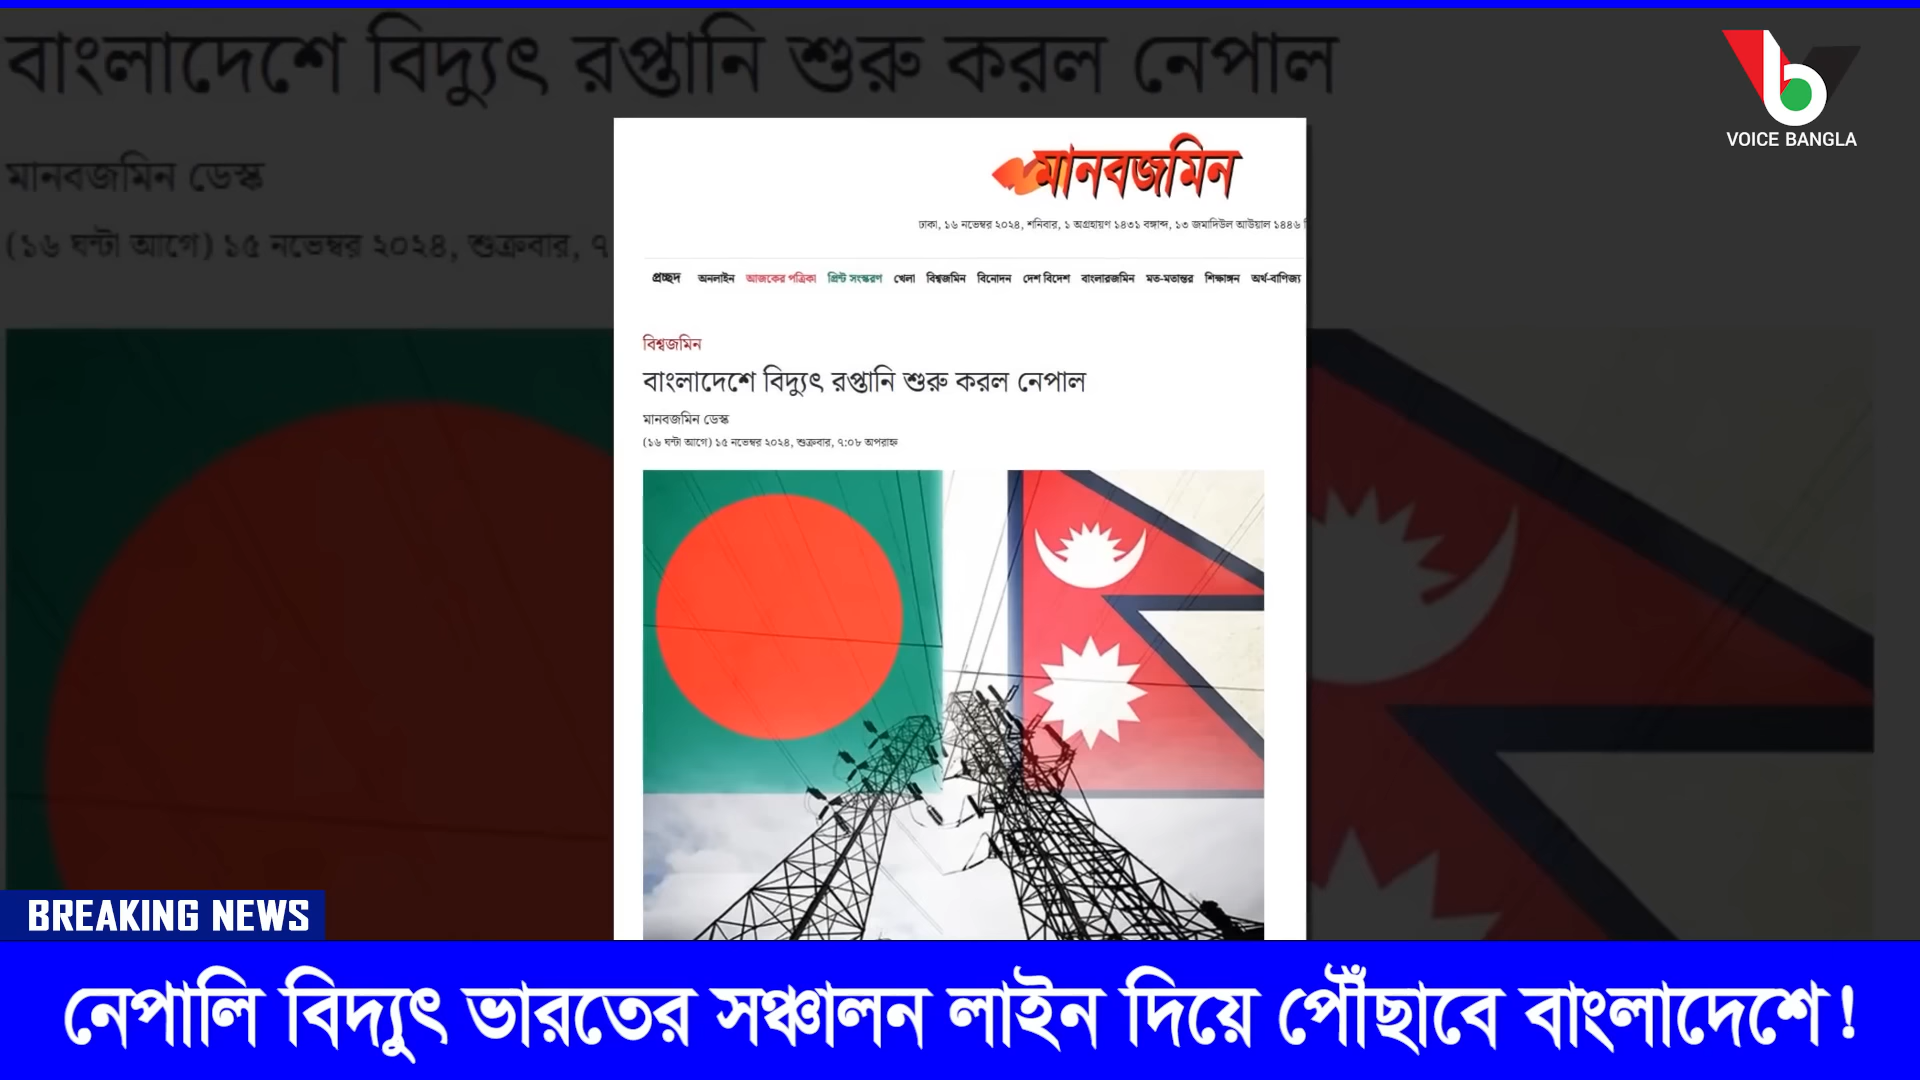 বাংলাদেশে বিদ্যুৎ রপ্তানি শুরু করল নেপাল
VOICE BANGLA
মানবজমিন ডেস্ক
(১৬ ঘন্টা আগে) ১৫ নভেম্বর ২০২৪, শুক্রবার, ৭
মানবজমিন
ঢাকা, ১৬ নভেম্বর ২০২৪, শনিবার, ১ অগ্রহায়ণ ১৪৩১ বঙ্গাব্দ, ১৩ জমাদিউল আউয়াল ১৪৪৬
প্রচ্ছদ অনলাইন আজকের পত্রিকা প্রিন্ট সংস্করণ খেলা বিশ্বজমিন বিনোদন দেশ বিদেশ বাংলারজমিন মত-মতান্তর শিক্ষাঙ্গন অর্থ-বাণিজ্য
বিশ্বজমিন
বাংলাদেশে বিদ্যুৎ রপ্তানি শুরু করল নেপাল
মানবজমিন ডেস্ক
(১৬ ঘন্টা আগে) ১৫ নভেম্বর ২০২৪, শুক্রবার, ৭:০৮ অপরাহ্ন
BREAKING NEWS
নেপালি বিদ্যুৎ ভারতের সঞ্চালন লাইন দিয়ে পৌঁছাবে বাংলাদেশে!